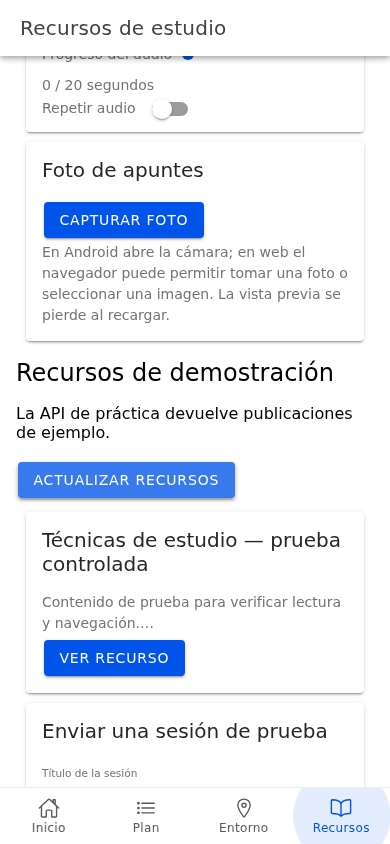 Recursos de estudio
Progreso del audio
0 / 20 segundos
Repetir audio
Foto de apuntes
CAPTURAR FOTO
En Android abre la cámara; en web el
navegador puede permitir tomar una foto o
seleccionar una imagen. La vista previa se
pierde al recargar.
Recursos de demostración
La API de práctica devuelve publicaciones
de ejemplo.
ACTUALIZAR RECURSOS
Técnicas de estudio — prueba
controlada
Contenido de prueba para verificar lectura
y navegación....
VER RECURSO
Enviar una sesión de prueba
Título de la sesión
Inicio
Plan
Entorno
Recursos